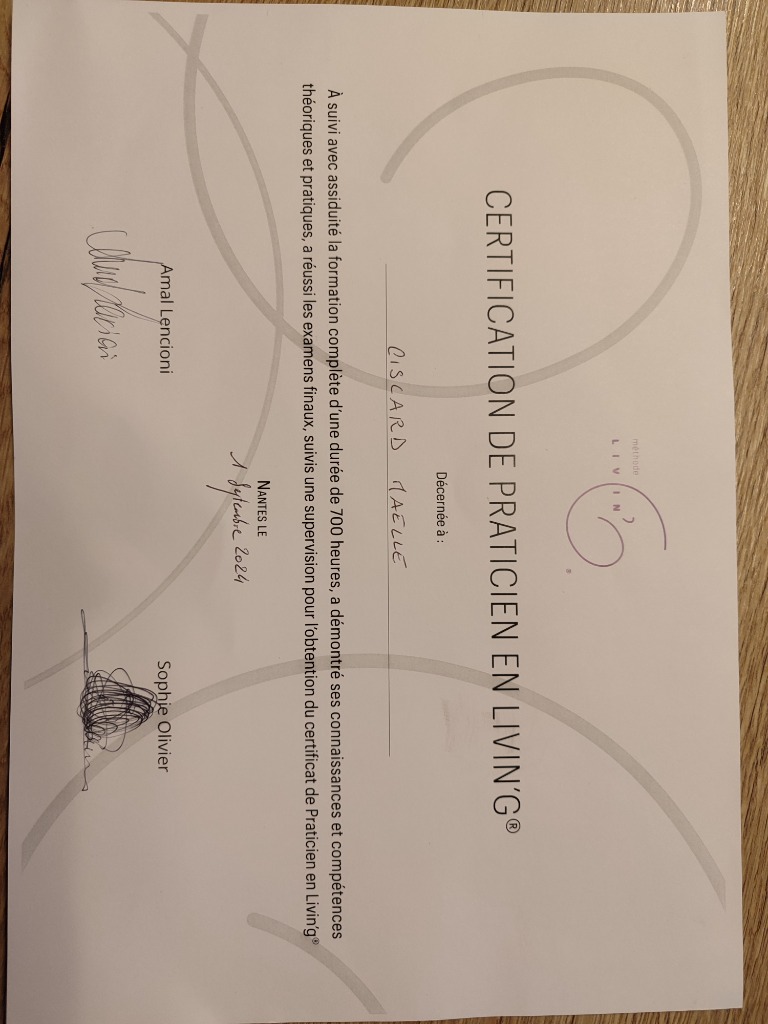 méthode
LIVIN'G®
CERTIFICATION DE PRATICIEN EN LIVIN'G®
Décernée à :
CISCARD MAELLE
À suivi avec assiduité la formation complète d'une durée de 700 heures, a démontré ses connaissances et compétences
théoriques et pratiques, a réussi les examens finaux, suivis une supervision pour l'obtention du certificat de Praticien en Livin'g®
NANTES LE
1 Septembre 2024
Amal Lencioni
Sophie Olivier